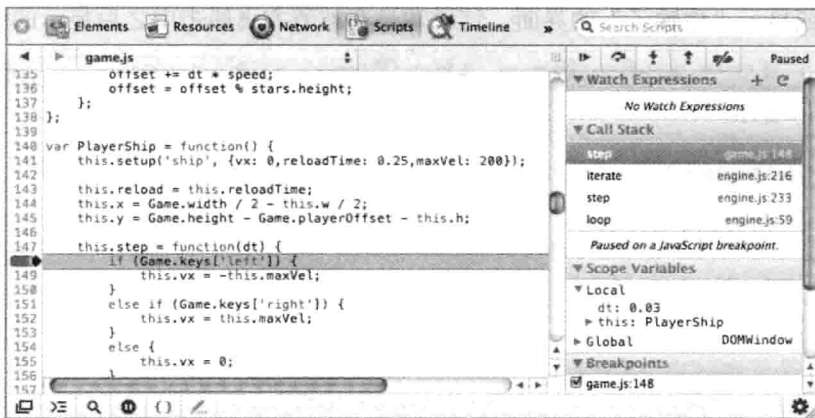 Elements Resources Network Scripts Timeline » Search Scripts
game.js
Paused
135 offset += dt * speed;
136 offset = offset % stars.height;
137 };
138 };
139
140 var PlayerShip = function() {
141 this.setup('ship', {vx: 0,reloadTime: 0.25,maxVel: 200});
142
143 this.reload = this.reloadTime;
144 this.x = Game.width / 2 - this.w / 2;
145 this.y = Game.height - Game.playerOffset - this.h;
146
147 this.step = function(dt) {
if (Game.keys['left']) {
149 this.vx = -this.maxVel;
150 }
151 else if (Game.keys['right']) {
152 this.vx = this.maxVel;
153 }
154 else {
155 this.vx = 0;
156 }
157
Watch Expressions + C
No Watch Expressions
Call Stack
step game.js:148
iterate engine.js:216
step engine.js:233
loop engine.js:59
Paused on a JavaScript breakpoint.
Scope Variables
Local
dt: 0.03
this: PlayerShip
Global DOMWindow
Breakpoints
game.js:148